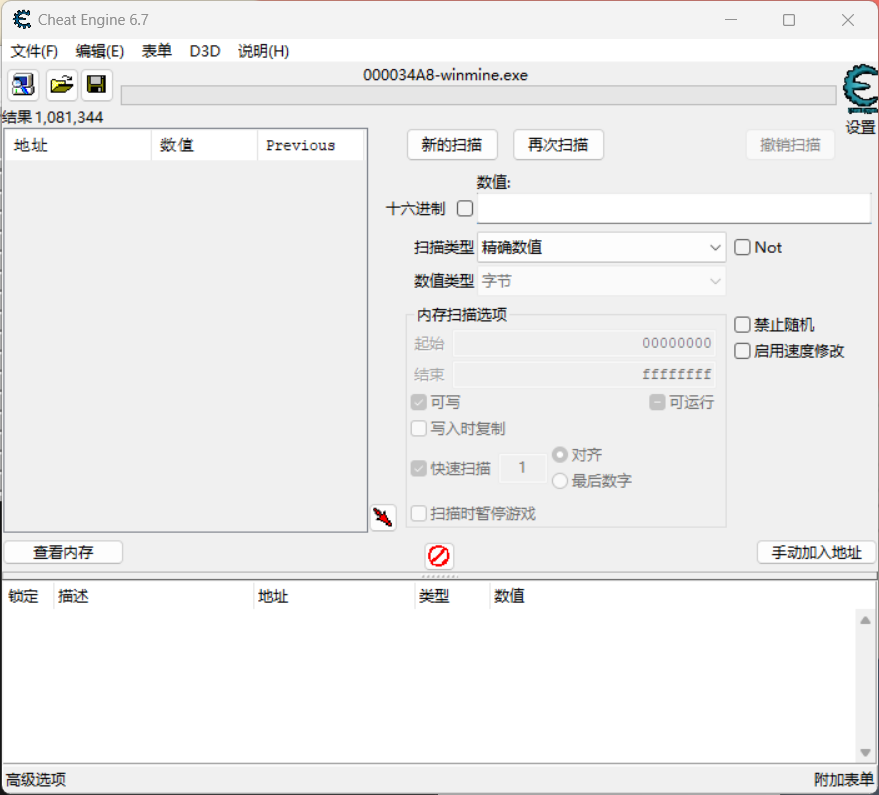 Cheat Engine 6.7
文件(F) 编辑(E) 表单 D3D 说明(H)
000034A8-winmine.exe
结果 1,081,344
设置
地址 数值 Previous
新的扫描 再次扫描 撤销扫描
数值:
十六进制
扫描类型 精确数值 Not
数值类型 字节
内存扫描选项
起始 00000000
禁止随机
结束 ffffffff
启用速度修改
可写 可运行
写入时复制
快速扫描 1 对齐
最后数字
扫描时暂停游戏
查看内存 手动加入地址
锁定 描述 地址 类型 数值
高级选项 附加表单